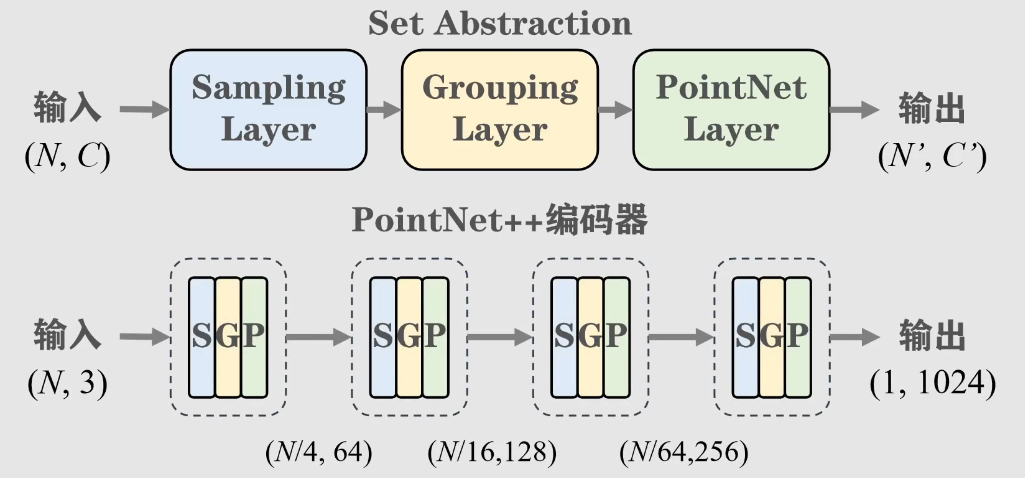 Set Abstraction
输入
(N, C)
Sampling
Layer
Grouping
Layer
PointNet
Layer
输出
(N’, C’)
PointNet++编码器
输入
(N, 3)
SGP
SGP
SGP
SGP
输出
(1, 1024)
(N/4, 64)
(N/16,128)
(N/64,256)